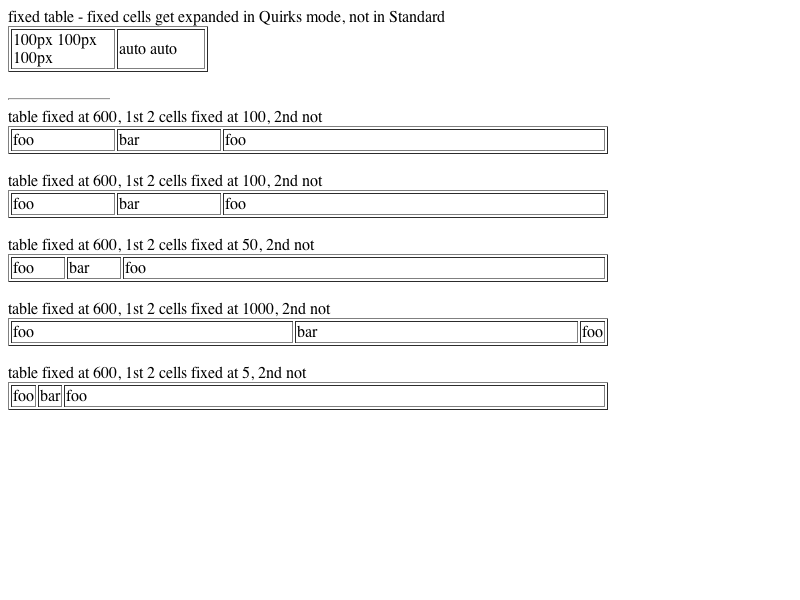 fixed table - fixed cells get expanded in Quirks mode, not in Standard
100px 100px
100px
auto auto
table fixed at 600, 1st 2 cells fixed at 100, 2nd not
foo bar foo
table fixed at 600, 1st 2 cells fixed at 100, 2nd not
foo bar foo
table fixed at 600, 1st 2 cells fixed at 50, 2nd not
foo bar foo
table fixed at 600, 1st 2 cells fixed at 1000, 2nd not
foo bar foo
table fixed at 600, 1st 2 cells fixed at 5, 2nd not
foo bar foo